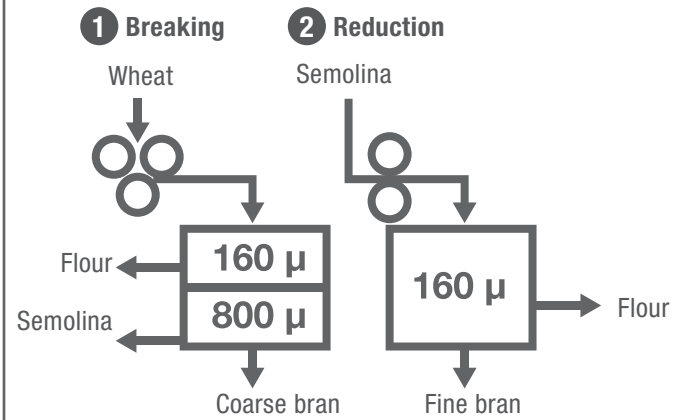 1 Breaking
2 Reduction
Wheat
Semolina
160 µ
Flour
800 µ
Semolina
Coarse bran
160 µ
Flour
Fine bran